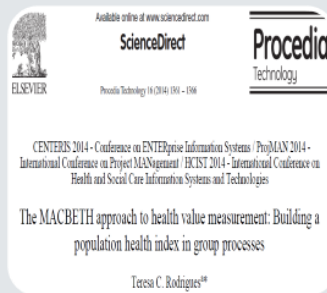 Available online at www.sciencedirect.com
ScienceDirect
Procedia
Technology
ELSEVIER
Procedia Technology 16 (2014) 1361 – 1366
CENTERIS 2014 - Conference on ENTERprise Information Systems / ProjMAN 2014 -
International Conference on Project MANagement / HCIST 2014 - International Conference on
Health and Social Care Information Systems and Technologies
The MACBETH approach to health value measurement: Building a
population health index in group processes
Teresa C. Rodrigues